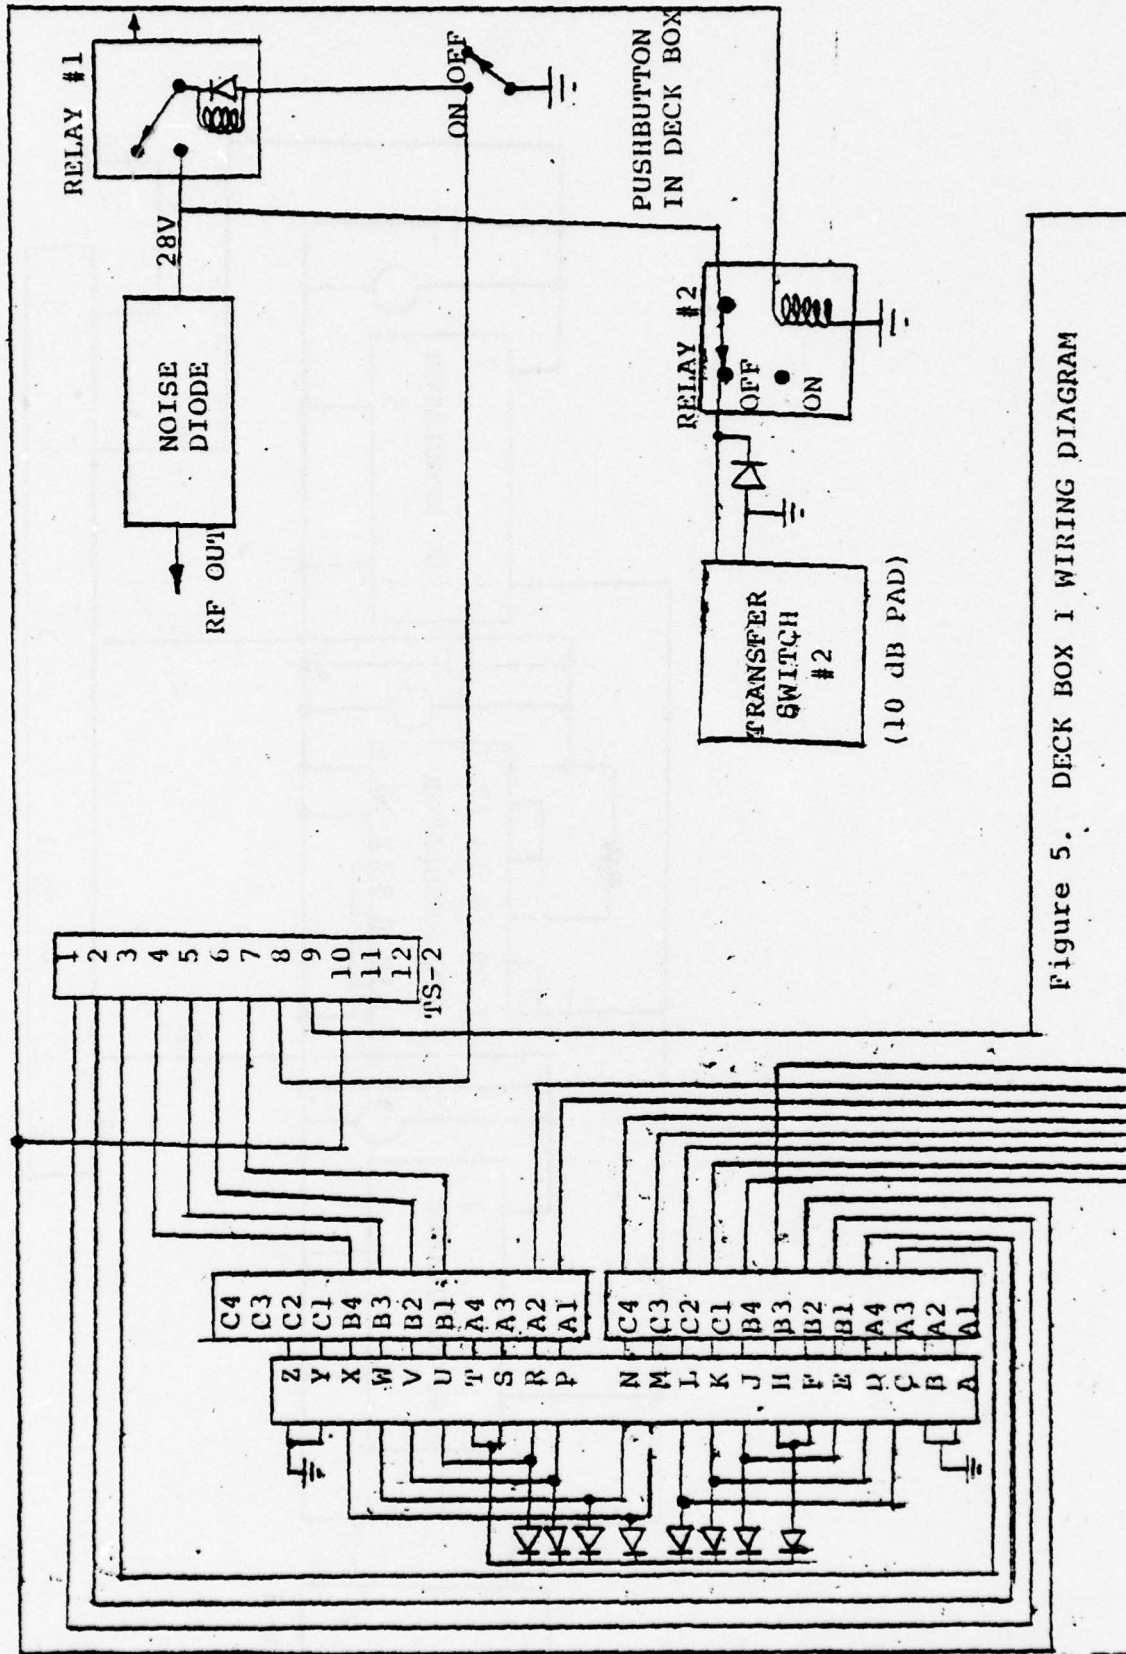 RELAY #1
28V
NOISE
DIODE
RF OUT
ON
OFF
PUSHBUTTON
IN DECK BOX
RELAY #2
OFF
ON
TRANSFER
SWITCH
#2
(10 dB PAD)
1
2
3
4
5
6
7
8
9
10
11
12
TS-2
C4
C3
C2
C1
B4
B3
B2
B1
A4
A3
A2
A1
C4
C3
C2
C1
B4
B3
B2
B1
A4
A3
A2
A1
Z
Y
X
W
V
U
T
S
R
P
N
M
L
K
J
H
F
E
D
C
B
A
Figure 5. DECK BOX I WIRING DIAGRAM